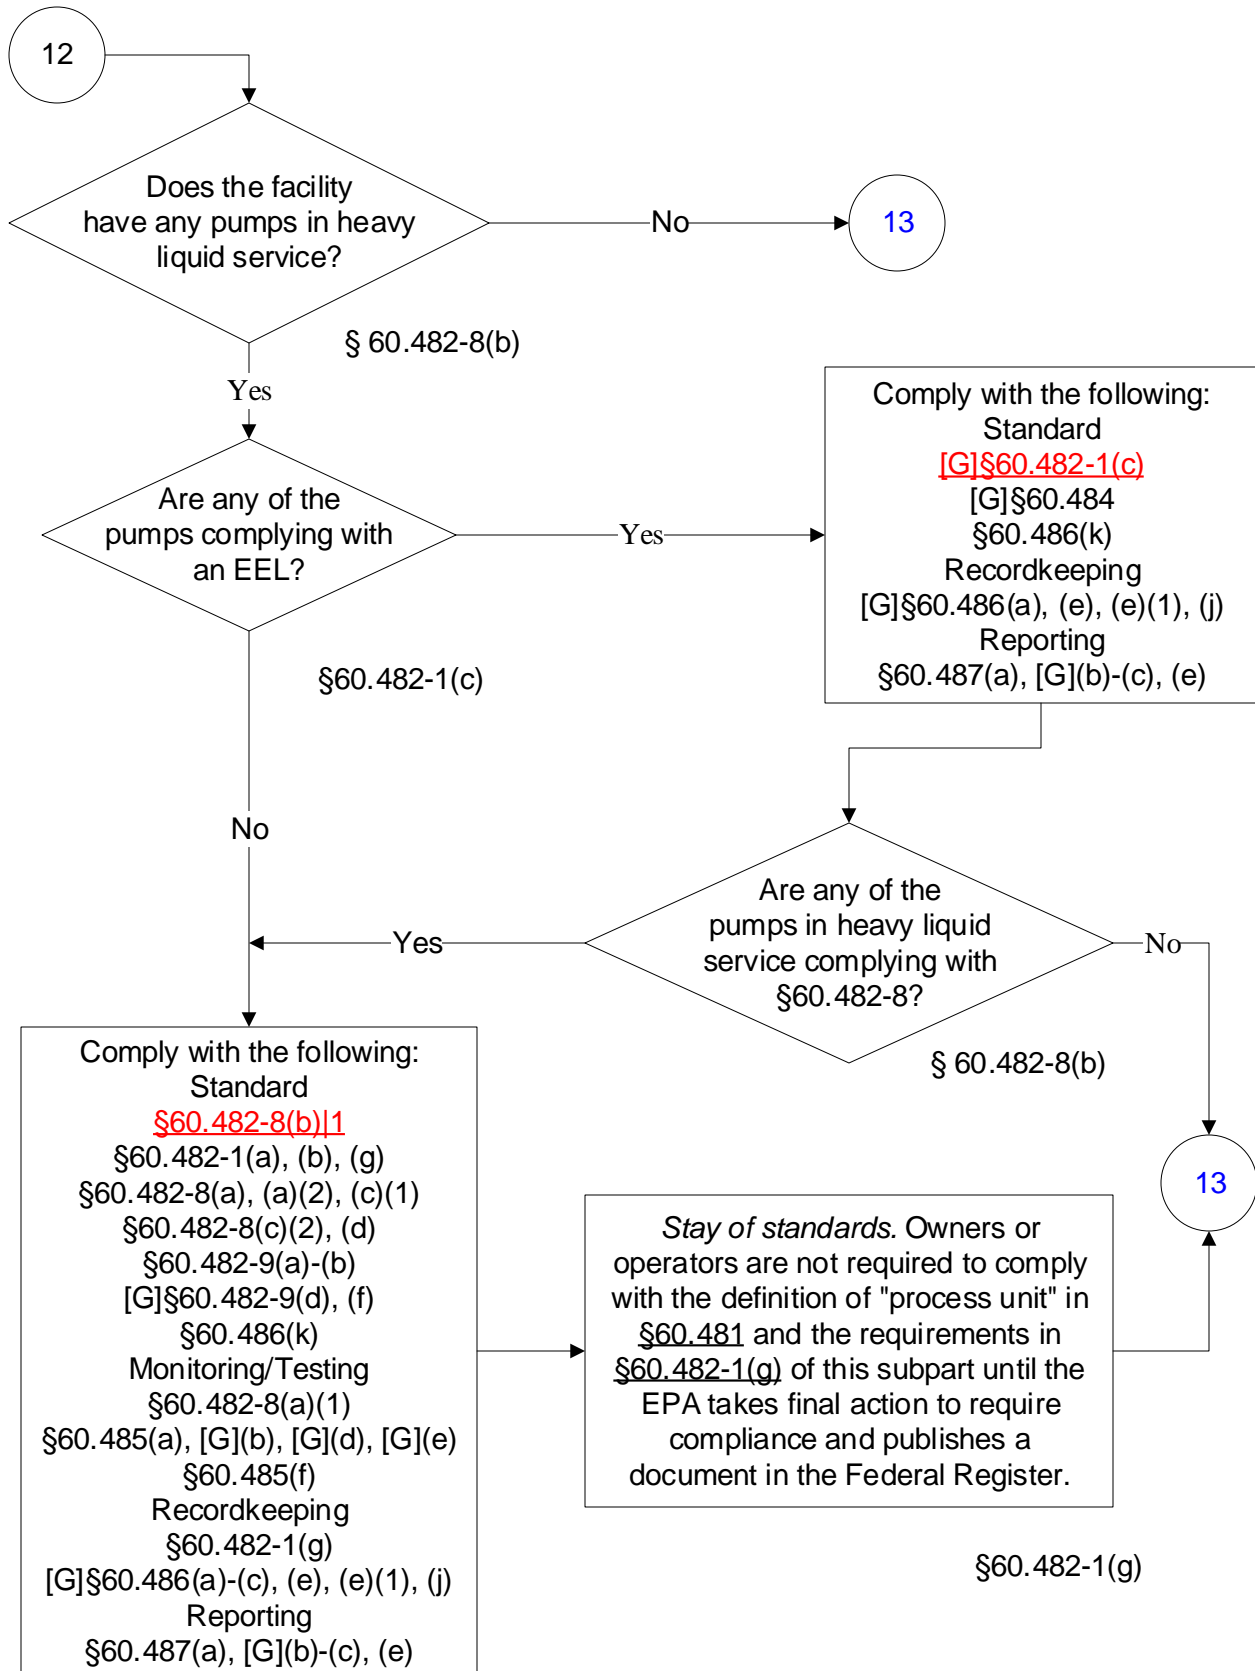 12
Does the facility
have any pumps in heavy
liquid service?
No
13
§ 60.482-8(b)
Yes
Are any of the
pumps complying with
an EEL?
Yes
Comply with the following:
Standard
[G]§60.482-1(c)
[G]§60.484
§60.486(k)
Recordkeeping
[G]§60.486(a), (e), (e)(1), (j)
Reporting
§60.487(a), [G](b)-(c), (e)
§60.482-1(c)
No
Are any of the
pumps in heavy liquid
service complying with
§60.482-8?
Yes
No
§ 60.482-8(b)
13
Comply with the following:
Standard
§60.482-8(b)|1
§60.482-1(a), (b), (g)
§60.482-8(a), (a)(2), (c)(1)
§60.482-8(c)(2), (d)
§60.482-9(a)-(b)
[G]§60.482-9(d), (f)
§60.486(k)
Monitoring/Testing
§60.482-8(a)(1)
§60.485(a), [G](b), [G](d), [G](e)
§60.485(f)
Recordkeeping
§60.482-1(g)
[G]§60.486(a)-(c), (e), (e)(1), (j)
Reporting
§60.487(a), [G](b)-(c), (e)
Stay of standards. Owners or
operators are not required to comply
with the definition of "process unit" in
§60.481 and the requirements in
§60.482-1(g) of this subpart until the
EPA takes final action to require
compliance and publishes a
document in the Federal Register.
§60.482-1(g)